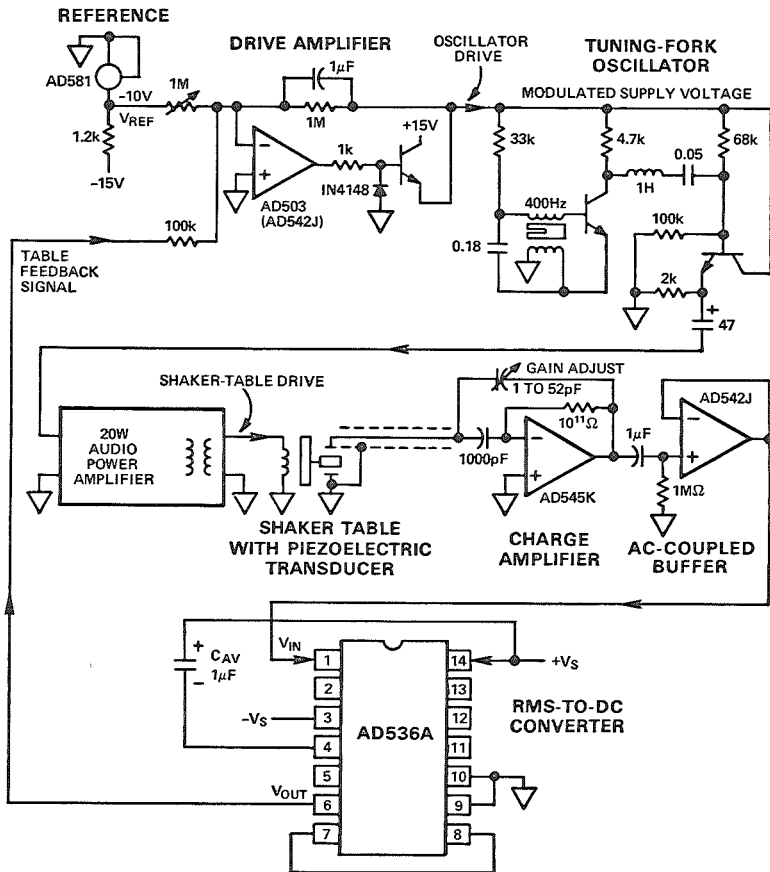 REFERENCE
AD581
–10V
VREF
1.2k
–15V
1M
DRIVE AMPLIFIER
1μF
1M
+15V
–
+
1k
IN4148
AD503
(AD542J)
100k
TABLE
FEEDBACK
SIGNAL
OSCILLATOR
DRIVE
TUNING-FORK
OSCILLATOR
MODULATED SUPPLY VOLTAGE
33k
4.7k
68k
0.05
1H
400Hz
0.18
100k
2k
+
47
SHAKER-TABLE DRIVE
20W
AUDIO
POWER
AMPLIFIER
SHAKER TABLE
WITH PIEZOELECTRIC
TRANSDUCER
GAIN ADJUST
1 TO 52pF
10¹¹Ω
1000pF
–
+
AD545K
CHARGE
AMPLIFIER
1μF
AD542J
–
+
1MΩ
AC-COUPLED
BUFFER
+
CAV
1μF
–
VIN
–VS
VOUT
1
2
3
4
5
6
7
AD536A
14
13
12
11
10
9
8
+VS
RMS-TO-DC
CONVERTER